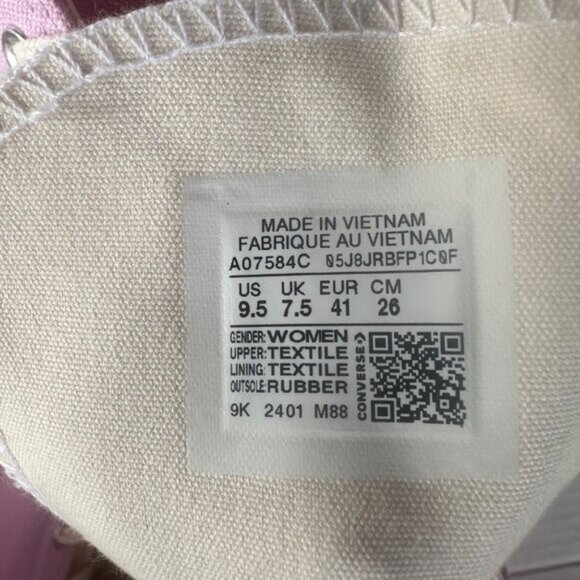 MADE IN VIETNAM
FABRIQUE AU VIETNAM
A07584C 05J8JRBFP1C0F
US UK EUR CM
9.5 7.5 41 26
GENDER: WOMEN
UPPER: TEXTILE
LINING: TEXTILE
OUTSOLE: RUBBER
CONVERSE
9K 2401 M88